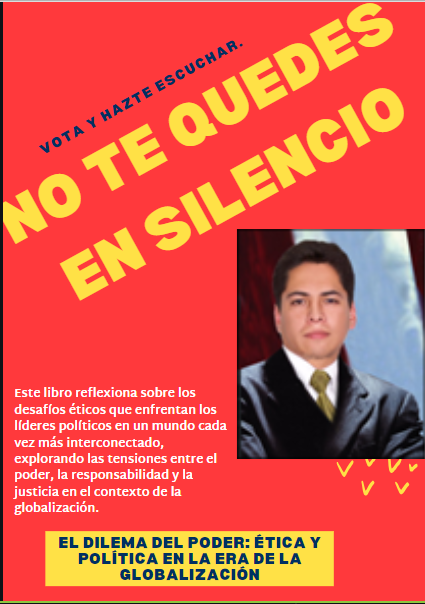 VOTA Y HAZTE ESCUCHAR.
NO TE QUEDES
EN SILENCIO
Este libro reflexiona sobre los
desafíos éticos que enfrentan los
líderes políticos en un mundo cada
vez más interconectado,
explorando las tensiones entre el
poder, la responsabilidad y la
justicia en el contexto de la
globalización.
EL DILEMA DEL PODER: ÉTICA Y
POLÍTICA EN LA ERA DE LA
GLOBALIZACIÓN